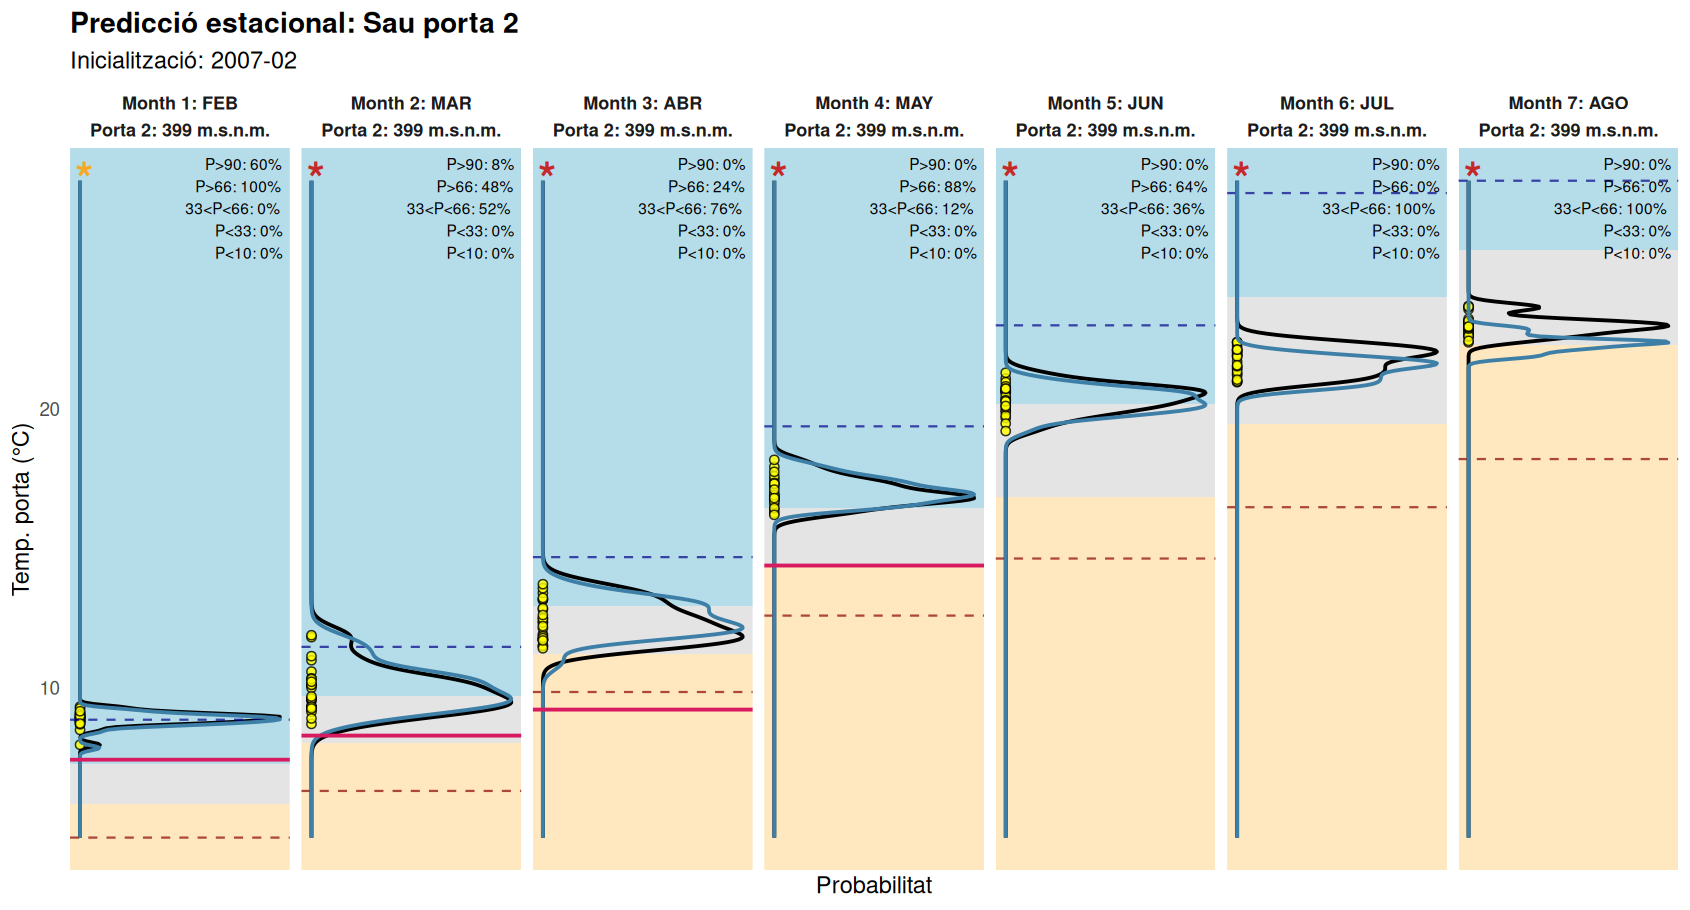 Predicció estacional: Sau porta 2
Inicialització: 2007-02
Month 1: FEB
Porta 2: 399 m.s.n.m.
Month 2: MAR
Porta 2: 399 m.s.n.m.
Month 3: ABR
Porta 2: 399 m.s.n.m.
Month 4: MAY
Porta 2: 399 m.s.n.m.
Month 5: JUN
Porta 2: 399 m.s.n.m.
Month 6: JUL
Porta 2: 399 m.s.n.m.
Month 7: AGO
Porta 2: 399 m.s.n.m.
*
P>90: 60%
P>66: 100%
33<P<66: 0%
P<33: 0%
P<10: 0%
*
P>90: 8%
P>66: 48%
33<P<66: 52%
P<33: 0%
P<10: 0%
*
P>90: 0%
P>66: 24%
33<P<66: 76%
P<33: 0%
P<10: 0%
*
P>90: 0%
P>66: 88%
33<P<66: 12%
P<33: 0%
P<10: 0%
*
P>90: 0%
P>66: 64%
33<P<66: 36%
P<33: 0%
P<10: 0%
*
P>90: 0%
P>66: 0%
33<P<66: 100%
P<33: 0%
P<10: 0%
*
P>90: 0%
P>66: 0%
33<P<66: 100%
P<33: 0%
P<10: 0%
Temp. porta (°C)
20
10
Probabilitat